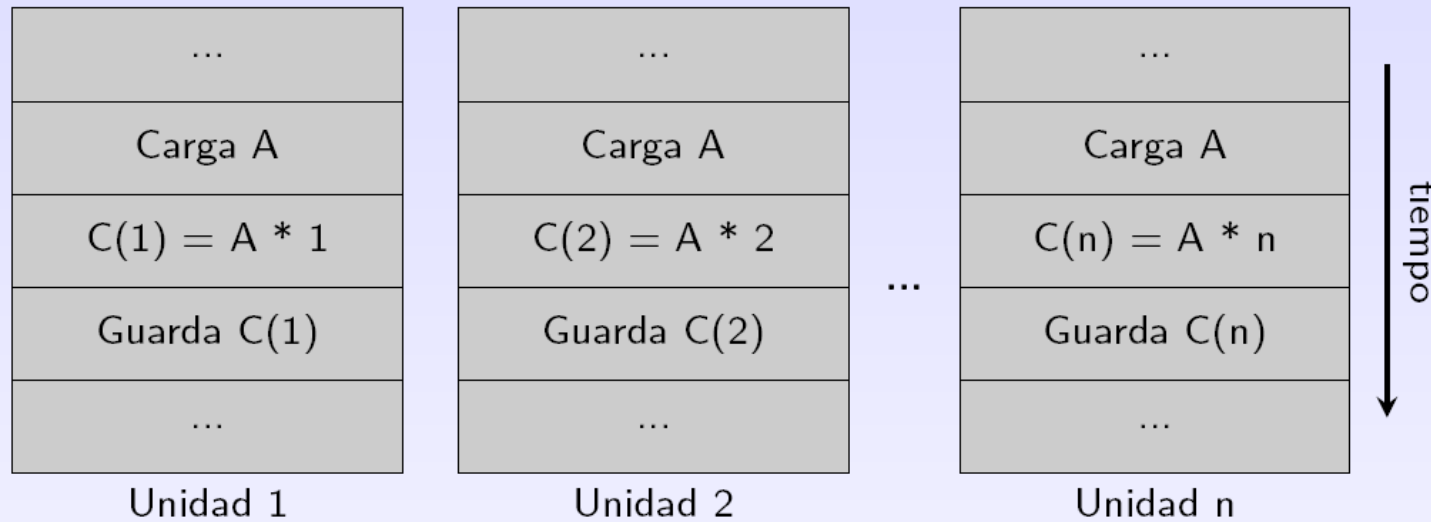 ...
Carga A
C(1) = A * 1
Guarda C(1)
...
Unidad 1
...
Carga A
C(2) = A * 2
Guarda C(2)
...
Unidad 2
...
...
Carga A
C(n) = A * n
Guarda C(n)
...
Unidad n
tiempo